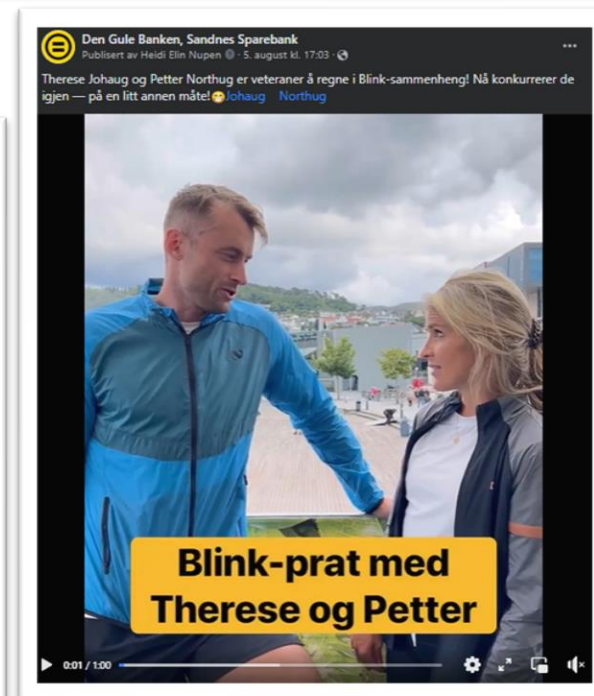 Den Gule Banken, Sandnes Sparebank
Publisert av Heidi Elin Nupen · 5. august kl. 17:03 ·
Therese Johaug og Petter Northug er veteraner å regne i Blink-sammenheng! Nå konkurrerer de
igjen — på en litt annen måte!😁Johaug Northug
Blink-prat med
Therese og Petter
0:01 / 1:00